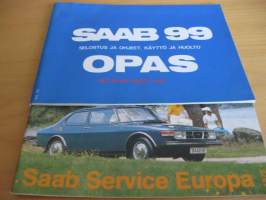 SAAB 99
SELOSTUS JA OHJEET, KÄYTTÖ JA HUOLTO
OPAS
Saab Service Europa